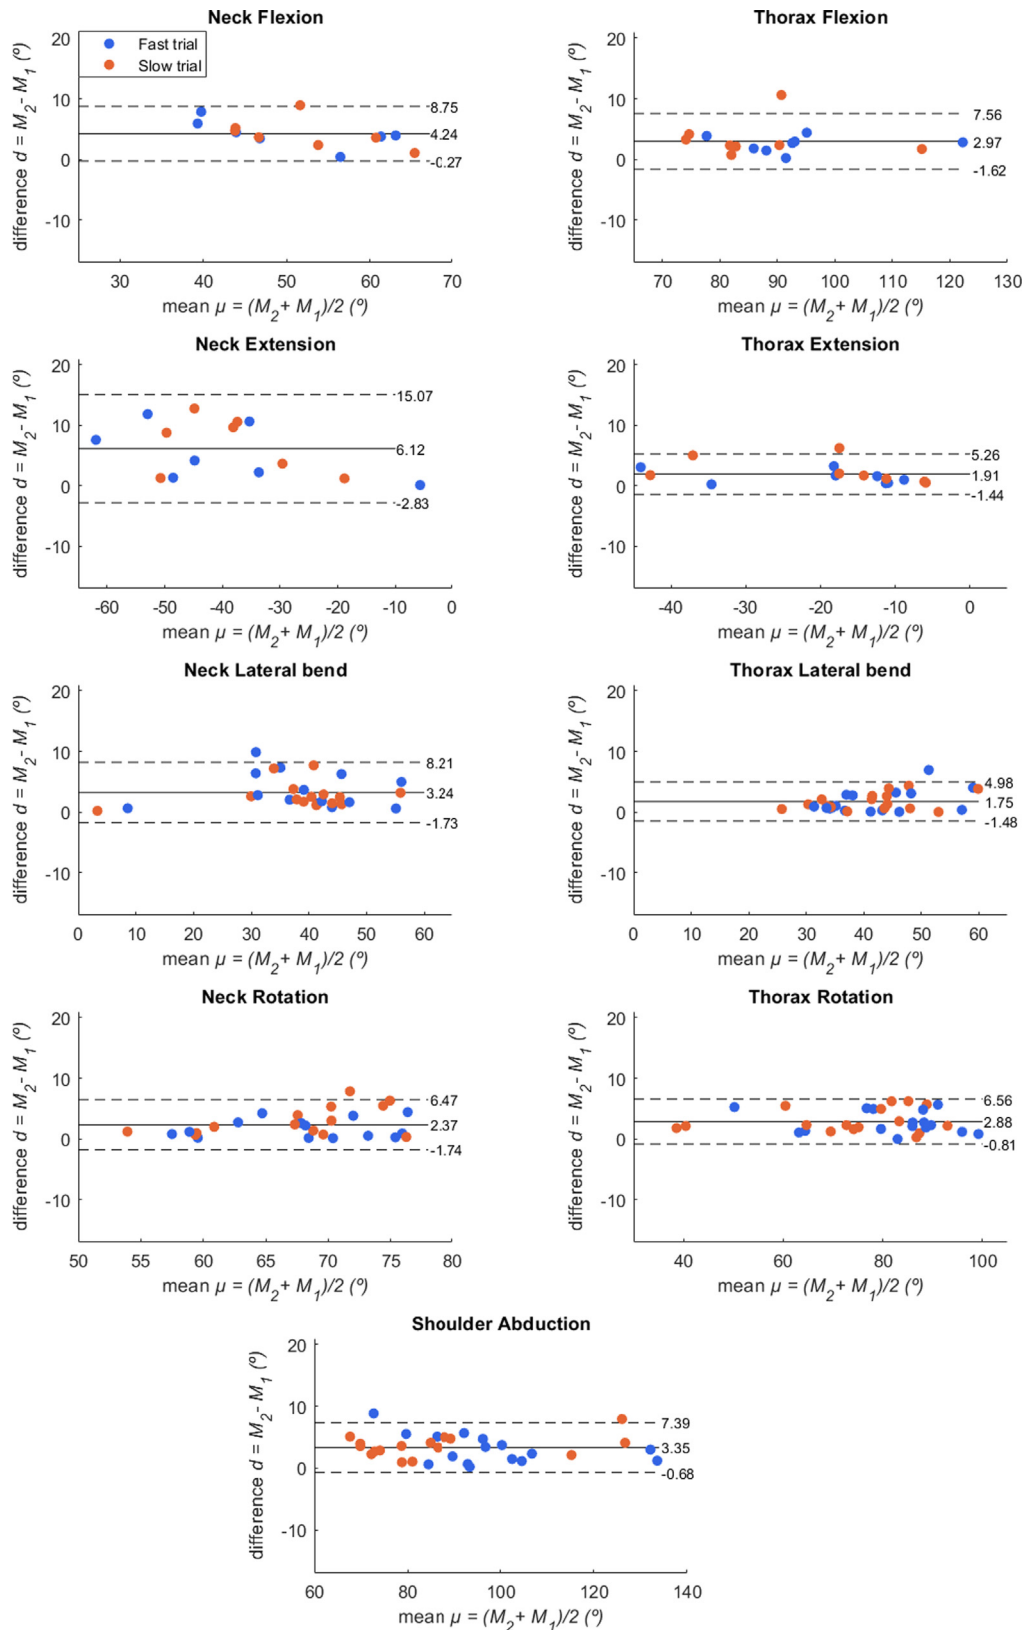 Neck Flexion
difference d = M2- M1 (º)
20
10
0
-10
Fast trial
Slow trial
8.75
4.24
-0.27
30 40 50 60 70
mean µ = (M2+ M1)/2 (º)
Thorax Flexion
difference d = M2- M1 (º)
20
10
0
-10
7.56
2.97
-1.62
70 80 90 100 110 120 130
mean µ = (M2+ M1)/2 (º)
Neck Extension
difference d = M2- M1 (º)
20
10
0
-10
15.07
6.12
-2.83
-60 -50 -40 -30 -20 -10 0
mean µ = (M2+ M1)/2 (º)
Thorax Extension
difference d = M2- M1 (º)
20
10
0
-10
5.26
1.91
-1.44
-40 -30 -20 -10 0
mean µ = (M2+ M1)/2 (º)
Neck Lateral bend
difference d = M2- M1 (º)
20
10
0
-10
8.21
3.24
-1.73
0 10 20 30 40 50 60
mean µ = (M2+ M1)/2 (º)
Thorax Lateral bend
difference d = M2- M1 (º)
20
10
0
-10
4.98
1.75
-1.48
0 10 20 30 40 50 60
mean µ = (M2+ M1)/2 (º)
Neck Rotation
difference d = M2- M1 (º)
20
10
0
-10
6.47
2.37
-1.74
50 55 60 65 70 75 80
mean µ = (M2+ M1)/2 (º)
Thorax Rotation
difference d = M2- M1 (º)
20
10
0
-10
6.56
2.88
-0.81
40 60 80 100
mean µ = (M2+ M1)/2 (º)
Shoulder Abduction
difference d = M2- M1 (º)
20
10
0
-10
7.39
3.35
-0.68
60 80 100 120 140
mean µ = (M2+ M1)/2 (º)